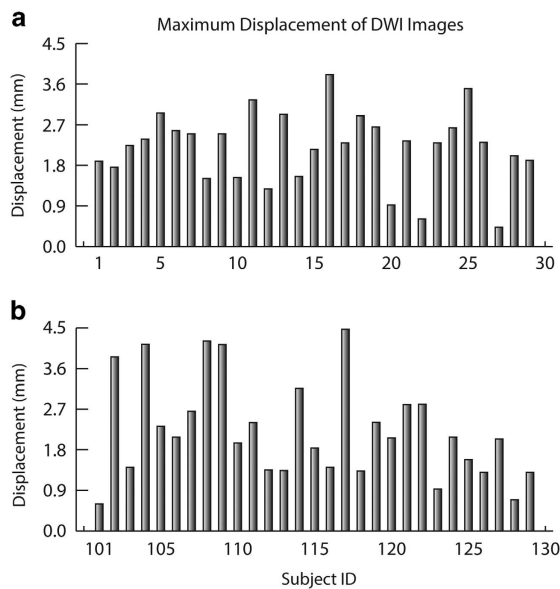 a
Maximum Displacement of DWI Images
Displacement (mm)
4.5
3.6
2.7
1.8
0.9
0.0
1 5 10 15 20 25 30
b
Displacement (mm)
4.5
3.6
2.7
1.8
0.9
0.0
101 105 110 115 120 125 130
Subject ID